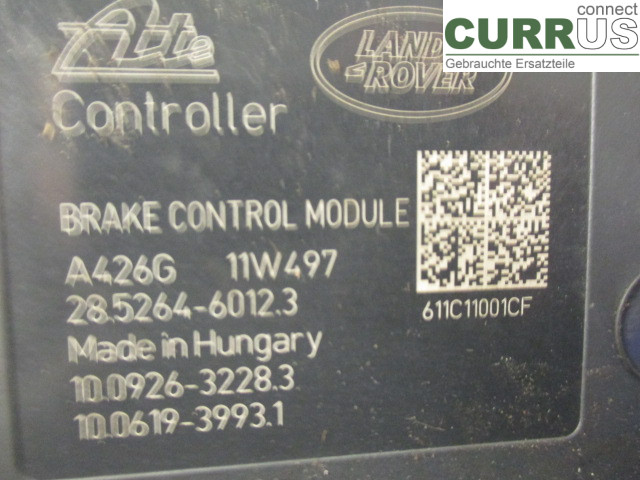 connect
CURRUS
Gebrauchte Ersatzteile
Ate
LAND
ROVER
Controller
BRAKE CONTROL MODULE
A426G 11W497
28.5264-6012.3
611C11001CF
Made in Hungary
10.0926-3228.3
10.0619-3993.1